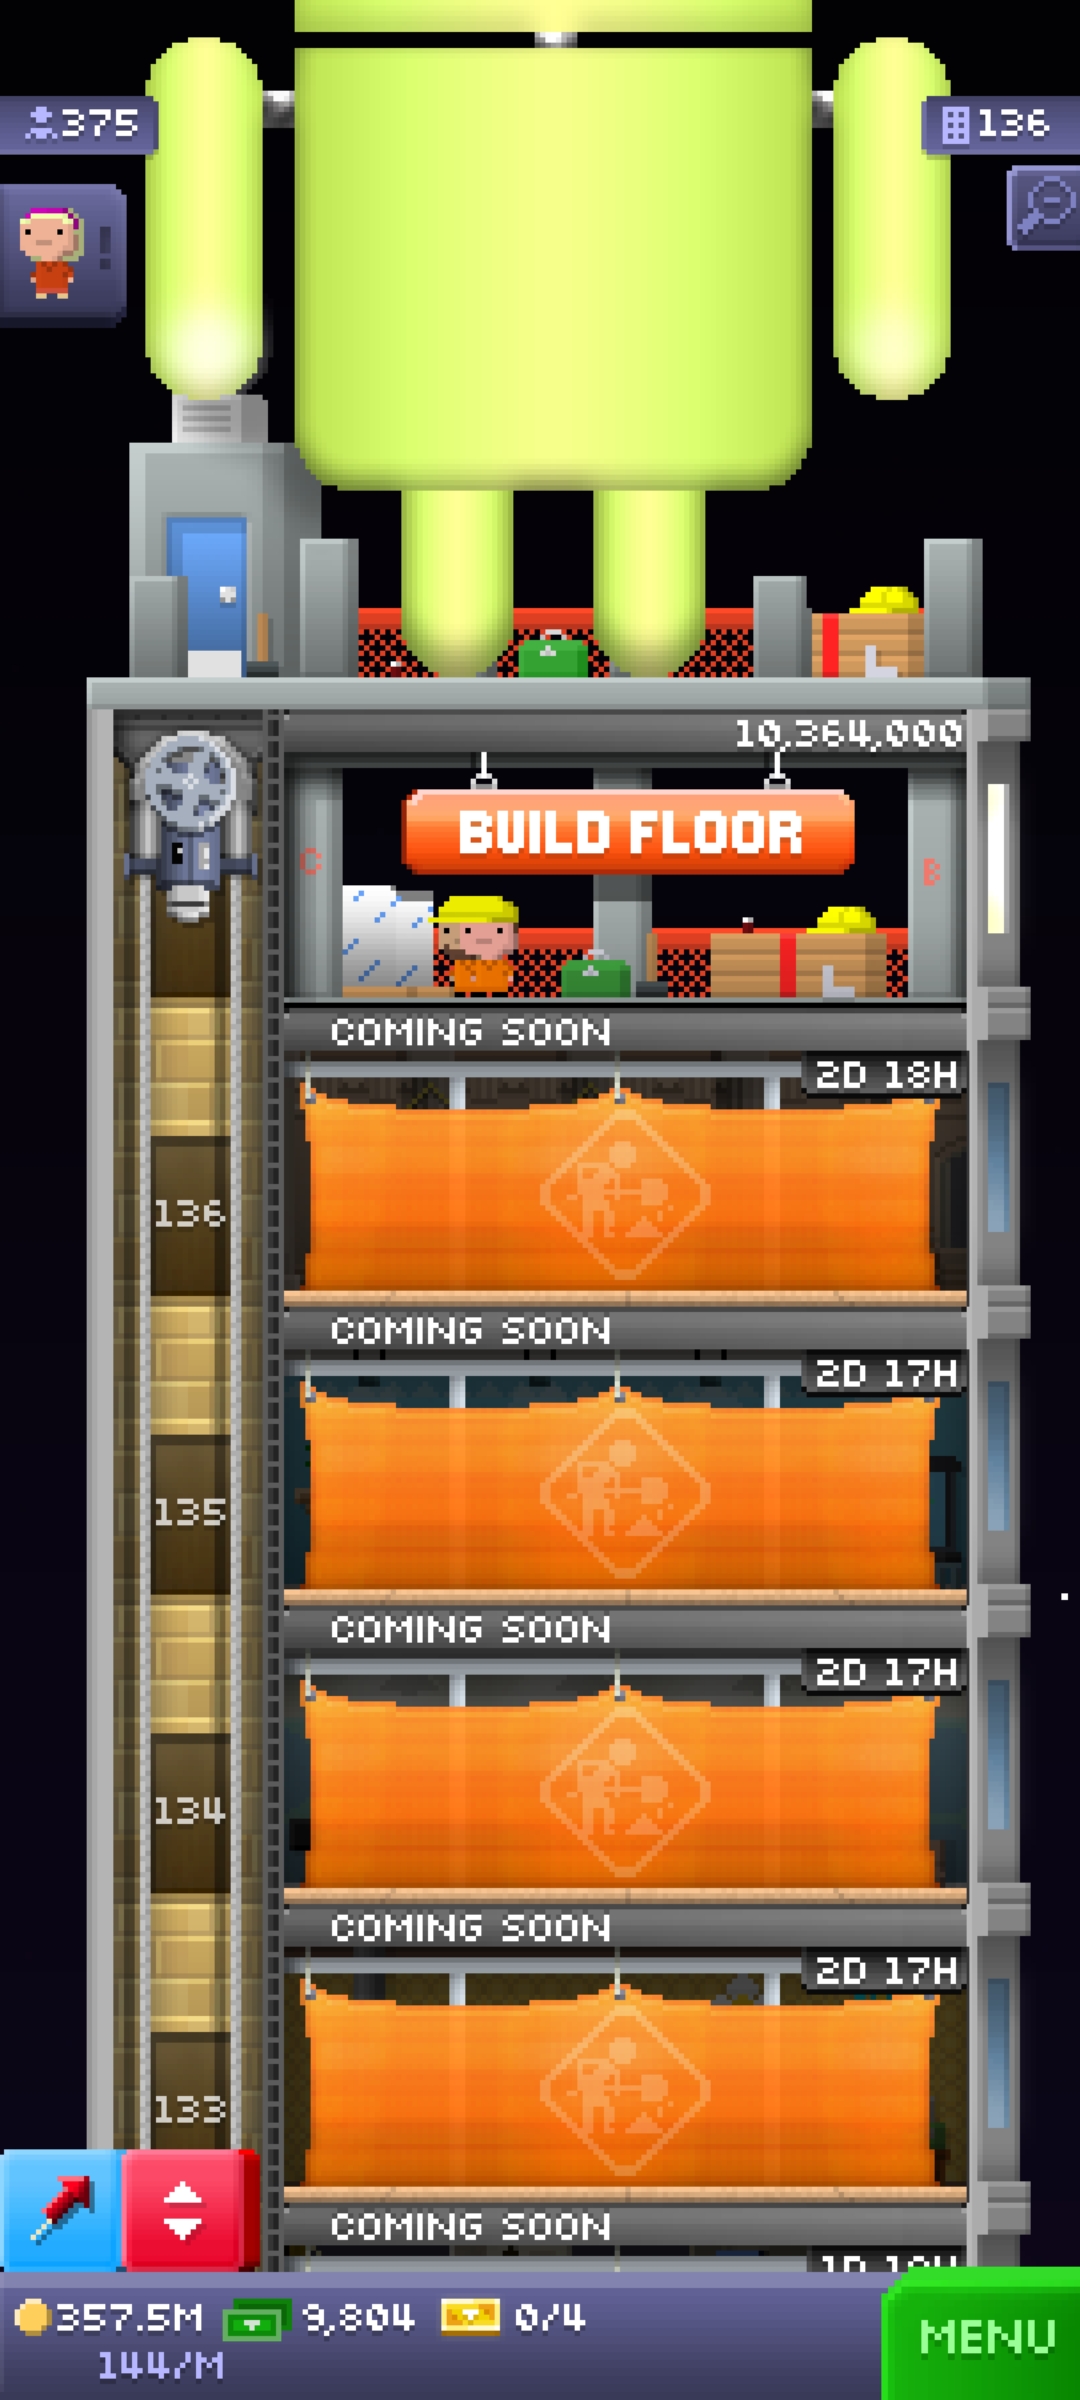 375
136
!
10,364,000
BUILD FLOOR
C
B
COMING SOON
2D 18H
136
COMING SOON
2D 17H
135
COMING SOON
2D 17H
134
COMING SOON
2D 17H
133
COMING SOON
357.5M
9,804
0/4
144/M
MENU